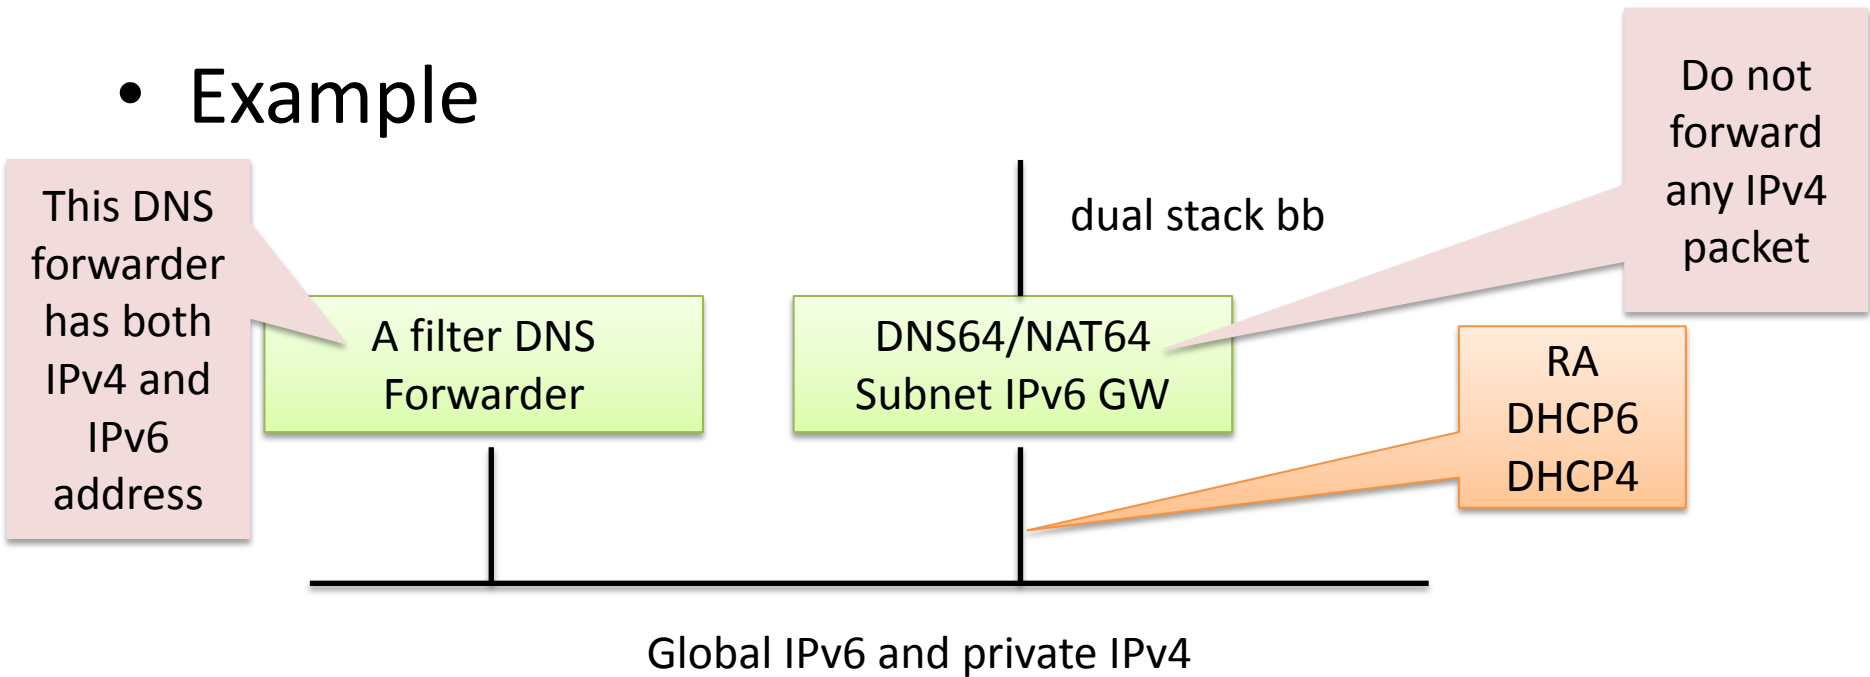 • Example
This DNS
forwarder
has both
IPv4 and
IPv6
address
A filter DNS
Forwarder
dual stack bb
DNS64/NAT64
Subnet IPv6 GW
Do not
forward
any IPv4
packet
RA
DHCP6
DHCP4
Global IPv6 and private IPv4